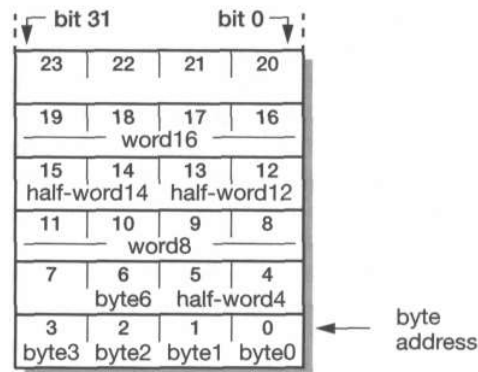 bit 31 bit 0
23 22 21 20
19 18 17 16
word16
15 14 13 12
half-word14 half-word12
11 10 9 8
word8
7 6 5 4
byte6 half-word4
3 2 1 0
byte3 byte2 byte1 byte0
byte
address